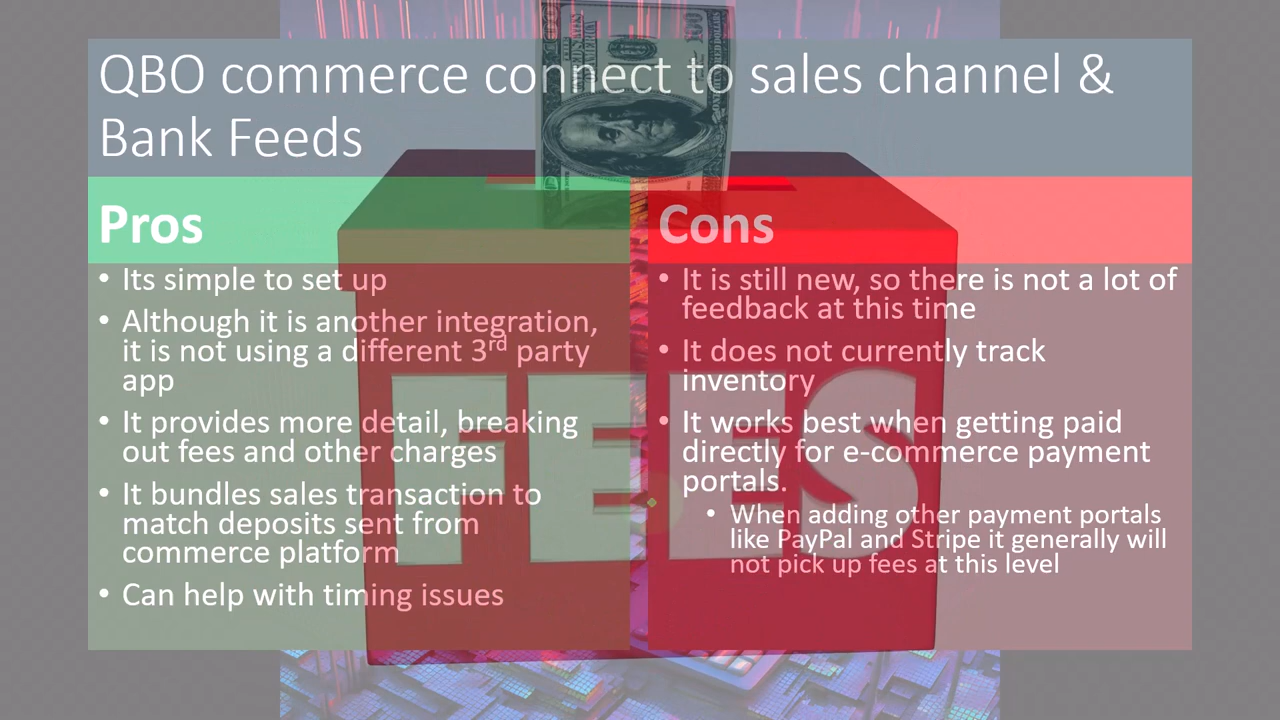 QBO commerce connect to sales channel &
Bank Feeds
Pros
• Its simple to set up
• Although it is another integration,
it is not using a different 3rd party
app
• It provides more detail, breaking
out fees and other charges
• It bundles sales transaction to
match deposits sent from
commerce platform
• Can help with timing issues
Cons
• It is still new, so there is not a lot of
feedback at this time
• It does not currently track
inventory
• It works best when getting paid
directly for e-commerce payment
portals.
• When adding other payment portals
like PayPal and Stripe it generally will
not pick up fees at this level
FEES
100